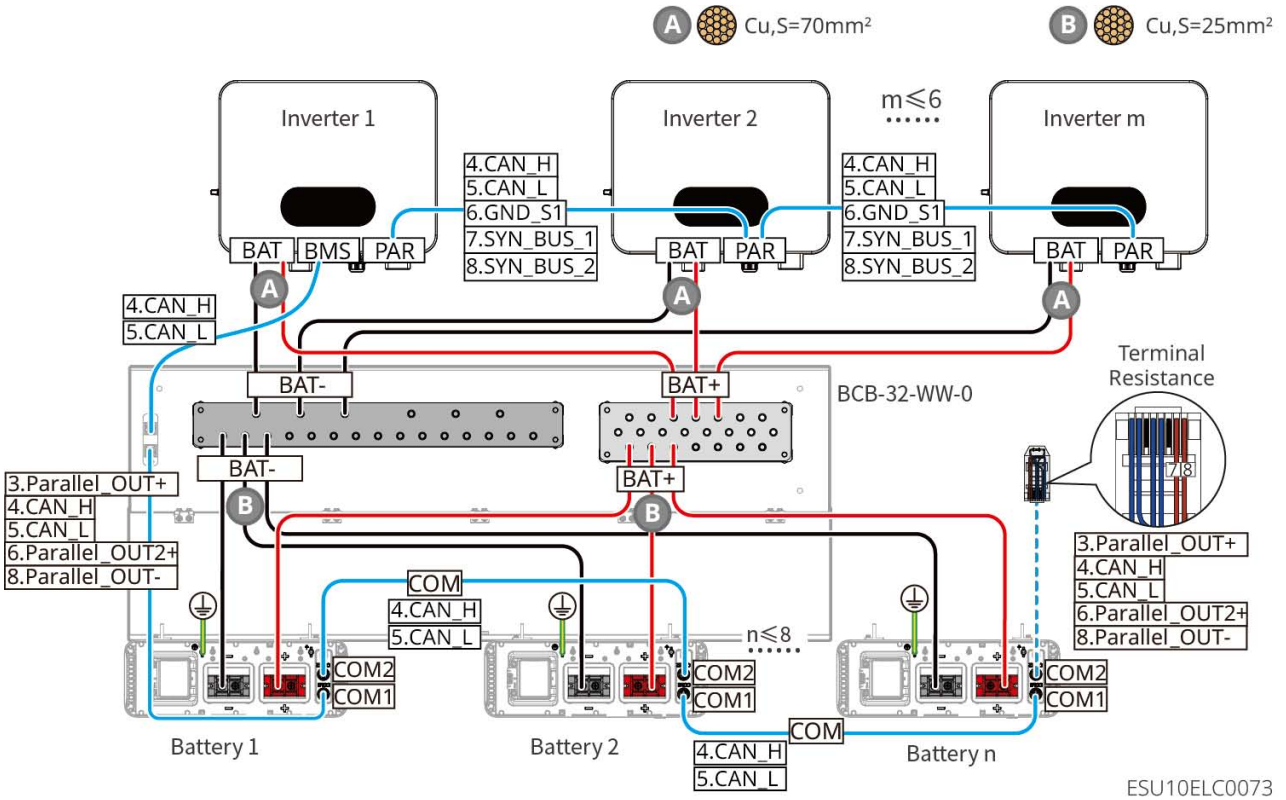 A Cu,S=70mm²
B Cu,S=25mm²
Inverter 1
Inverter 2
m≤6
Inverter m
4.CAN_H
5.CAN_L
6.GND_S1
7.SYN_BUS_1
8.SYN_BUS_2
4.CAN_H
5.CAN_L
6.GND_S1
7.SYN_BUS_1
8.SYN_BUS_2
BAT
BMS
PAR
BAT
PAR
BAT
PAR
A
A
A
4.CAN_H
5.CAN_L
BAT-
BAT+
BCB-32-WW-0
Terminal
Resistance
7 8
BAT-
BAT+
B
B
3.Parallel_OUT+
4.CAN_H
5.CAN_L
6.Parallel_OUT2+
8.Parallel_OUT-
3.Parallel_OUT+
4.CAN_H
5.CAN_L
6.Parallel_OUT2+
8.Parallel_OUT-
COM
4.CAN_H
5.CAN_L
n≤8
COM2
COM1
COM2
COM1
COM2
COM1
Battery 1
Battery 2
COM
4.CAN_H
5.CAN_L
Battery n
ESU10ELC0073